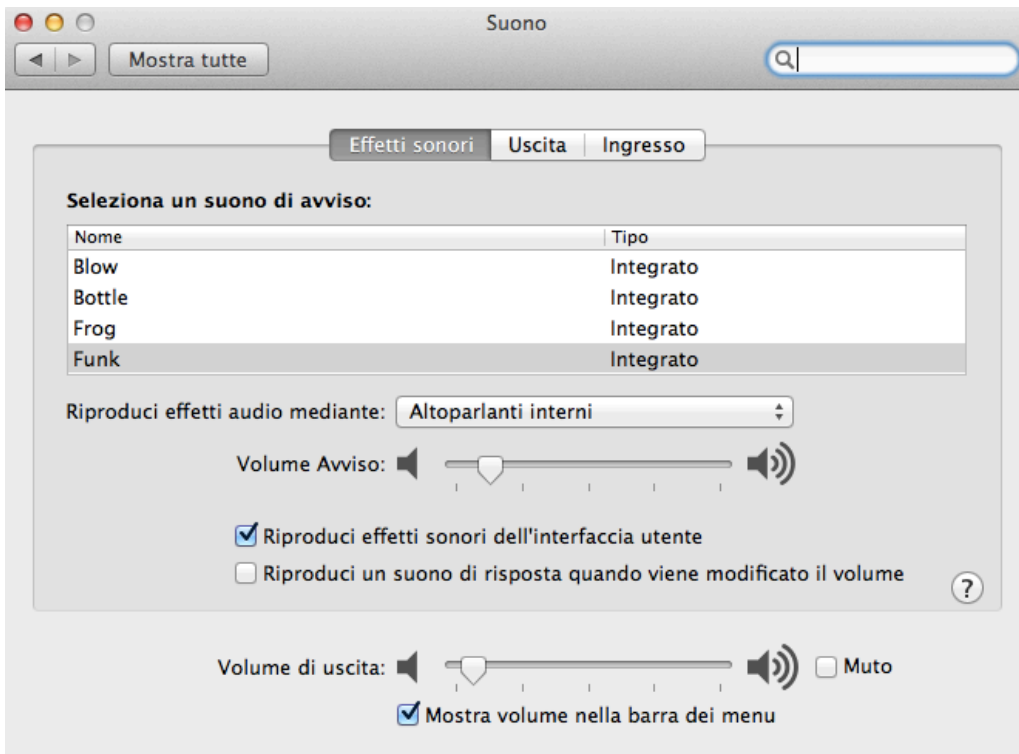 Suono
Mostra tutte
Effetti sonori Uscita Ingresso
Seleziona un suono di avviso:
Nome Tipo
Blow Integrato
Bottle Integrato
Frog Integrato
Funk Integrato
Riproduci effetti audio mediante: Altoparlanti interni
Volume Avviso:
Riproduci effetti sonori dell'interfaccia utente
Riproduci un suono di risposta quando viene modificato il volume
?
Volume di uscita: Muto
Mostra volume nella barra dei menu